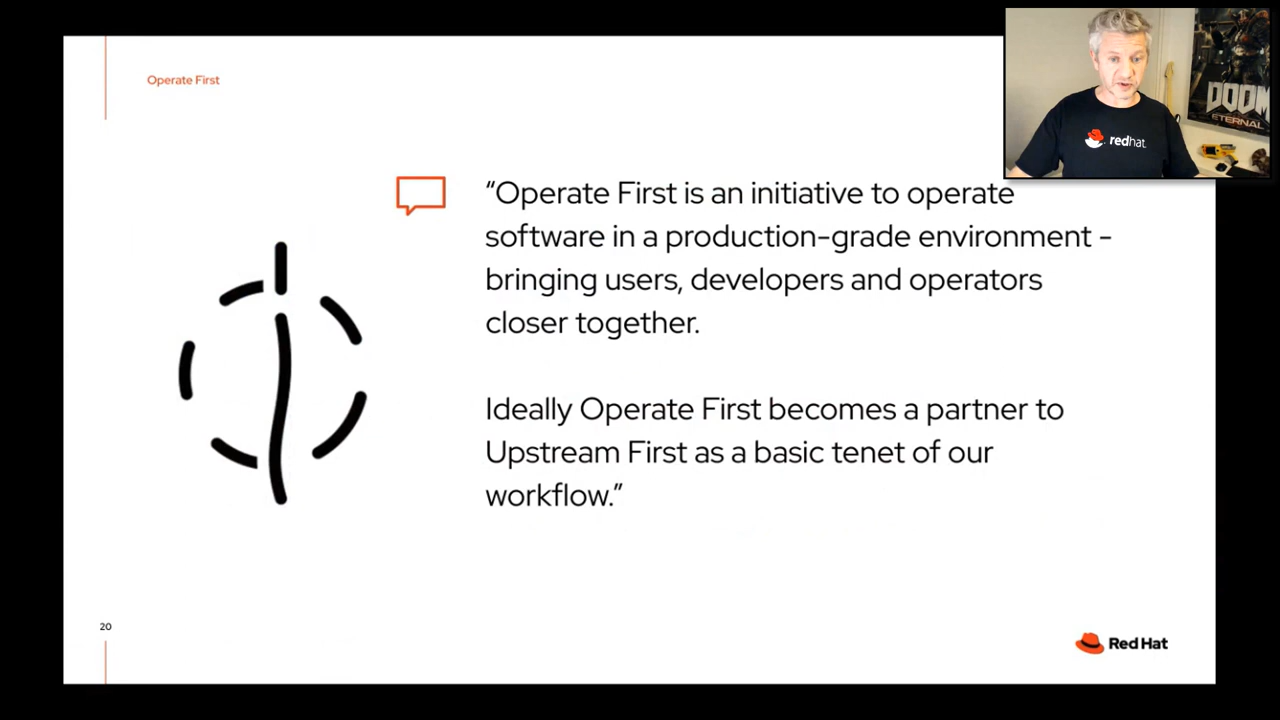 Operate First
DOOM
ETERNAL
redhat.
“Operate First is an initiative to operate
software in a production-grade environment -
bringing users, developers and operators
closer together.
Ideally Operate First becomes a partner to
Upstream First as a basic tenet of our
workflow.”
20
Red Hat